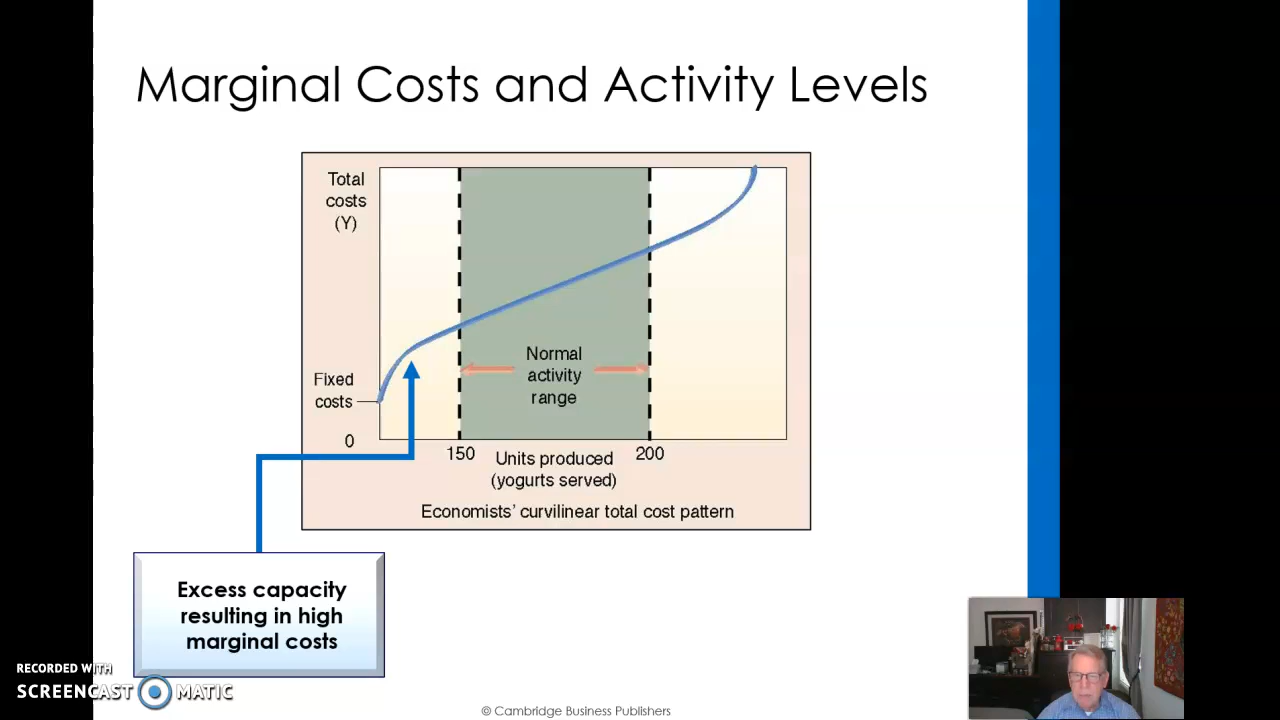 Marginal Costs and Activity Levels
Total
costs
(Y)
Normal
activity
range
Fixed
costs
0
150
200
Units produced
(yogurts served)
Economists’ curvilinear total cost pattern
Excess capacity
resulting in high
marginal costs
RECORDED WITH
SCREENCAST MATIC
© Cambridge Business Publishers